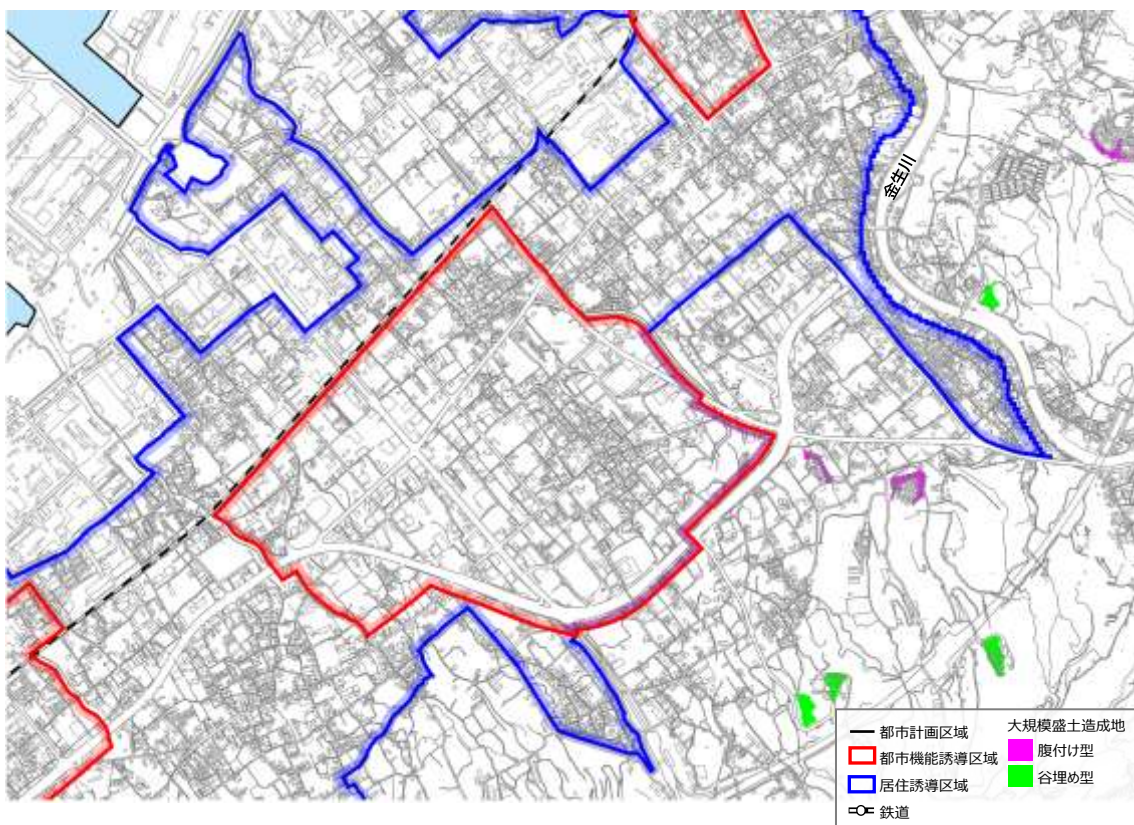 金生川
都市計画区域
都市機能誘導区域
居住誘導区域
鉄道
大規模盛土造成地
腹付け型
谷埋め型